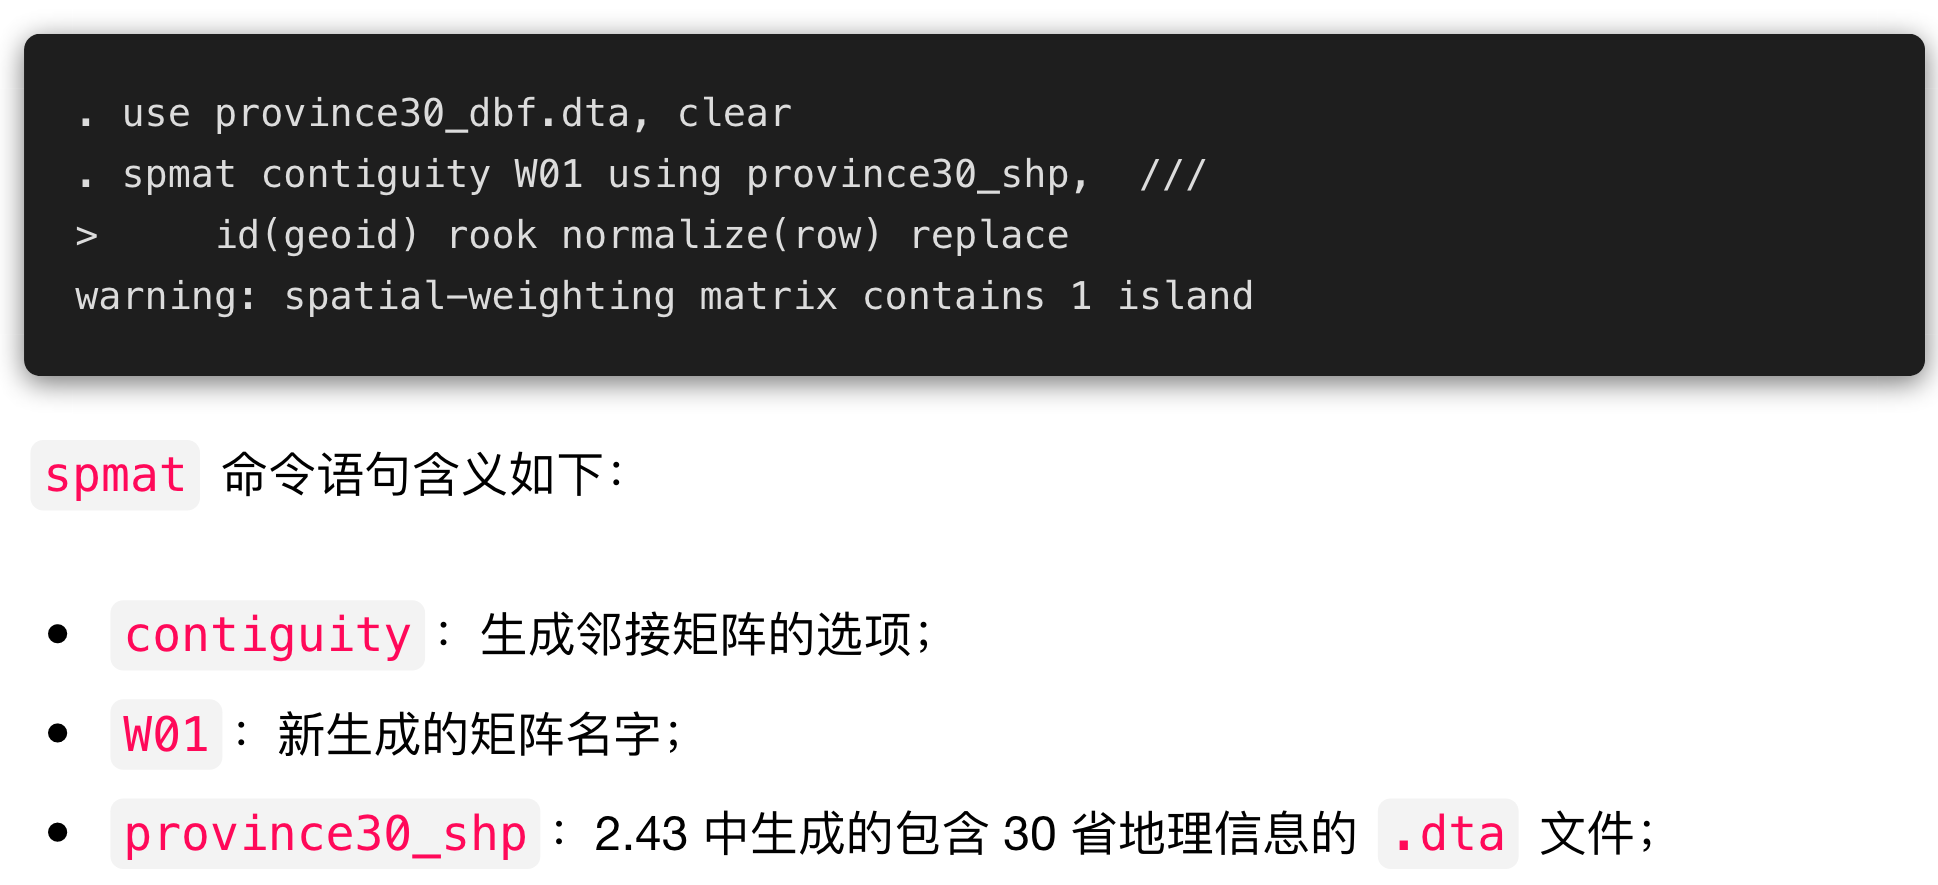 . use province30_dbf.dta, clear
. spmat contiguity W01 using province30_shp,  ///
>     id(geoid) rook normalize(row) replace
warning: spatial-weighting matrix contains 1 island
spmat 命令语句含义如下：
• contiguity：生成邻接矩阵的选项；
• W01：新生成的矩阵名字；
• province30_shp：2.43 中生成的包含 30 省地理信息的 .dta 文件；